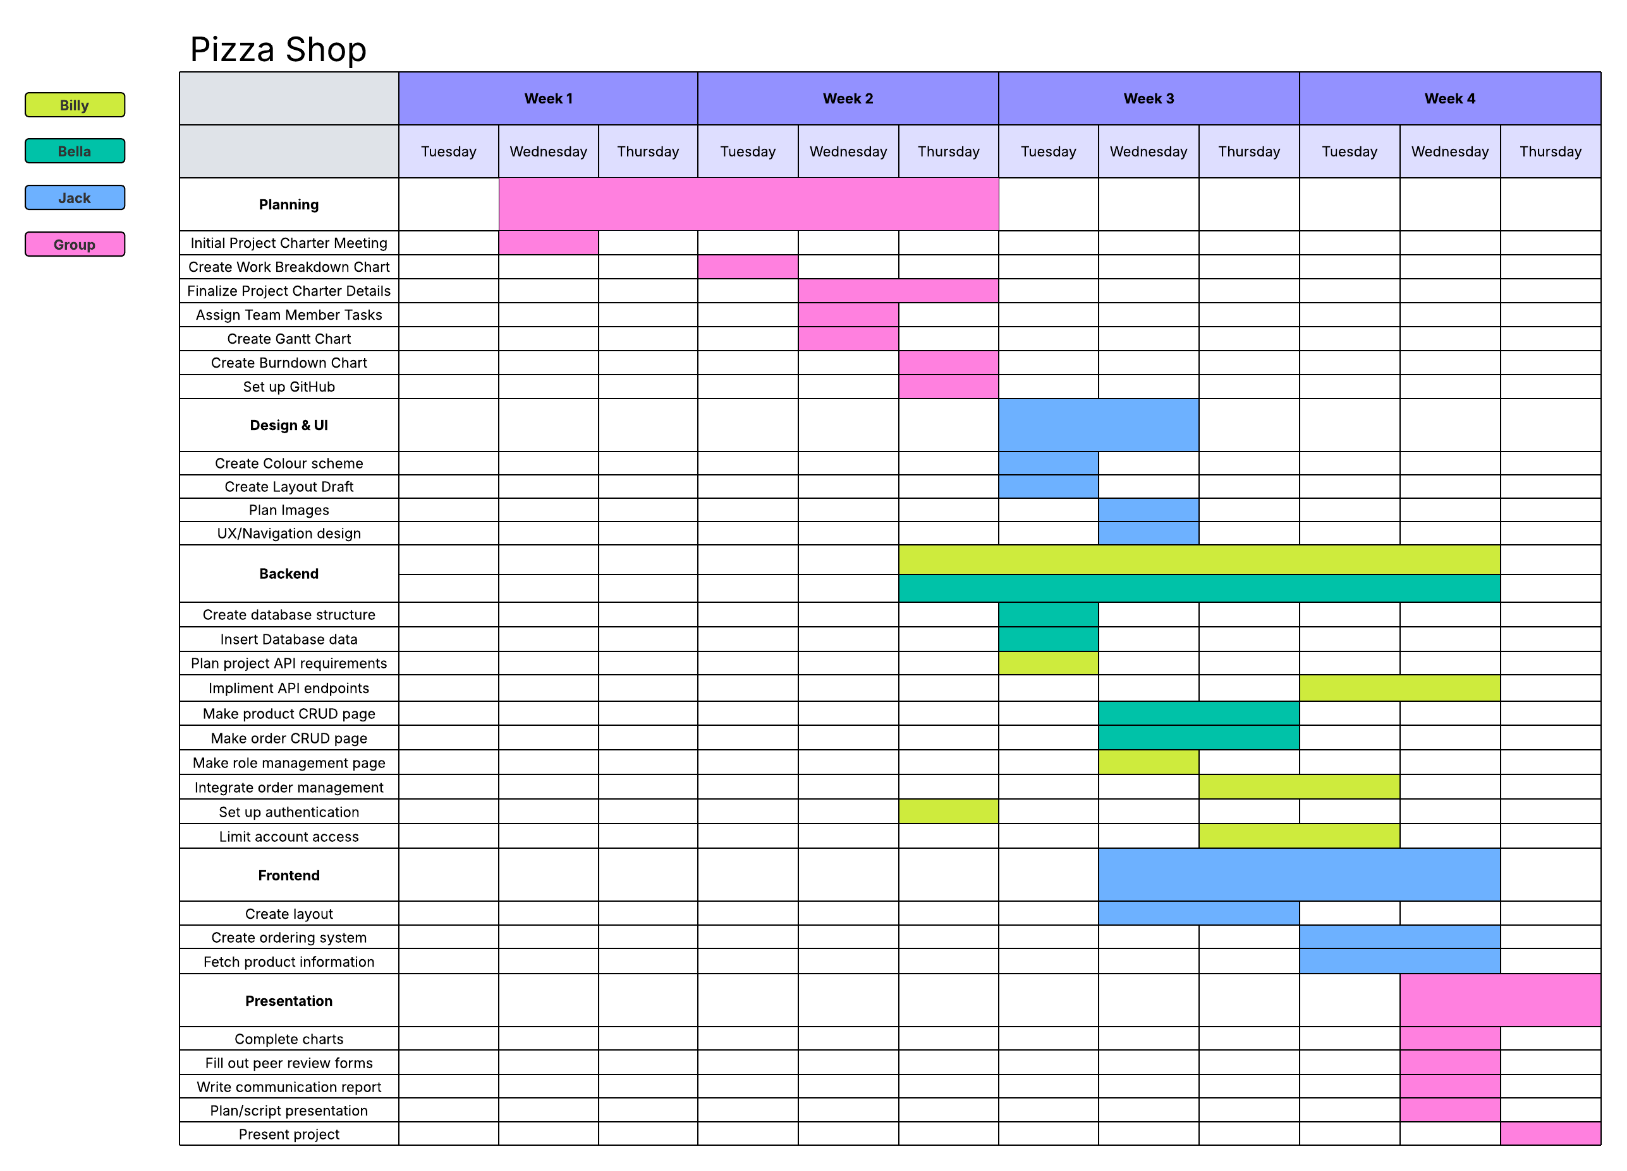 Pizza Shop
Billy
Bella
Jack
Group
Week 1 Week 2 Week 3 Week 4
Tuesday Wednesday Thursday Tuesday Wednesday Thursday Tuesday Wednesday Thursday Tuesday Wednesday Thursday
Planning
Initial Project Charter Meeting
Create Work Breakdown Chart
Finalize Project Charter Details
Assign Team Member Tasks
Create Gantt Chart
Create Burndown Chart
Set up GitHub
Design & UI
Create Colour scheme
Create Layout Draft
Plan Images
UX/Navigation design
Backend
Create database structure
Insert Database data
Plan project API requirements
Impliment API endpoints
Make product CRUD page
Make order CRUD page
Make role management page
Integrate order management
Set up authentication
Limit account access
Frontend
Create layout
Create ordering system
Fetch product information
Presentation
Complete charts
Fill out peer review forms
Write communication report
Plan/script presentation
Present project